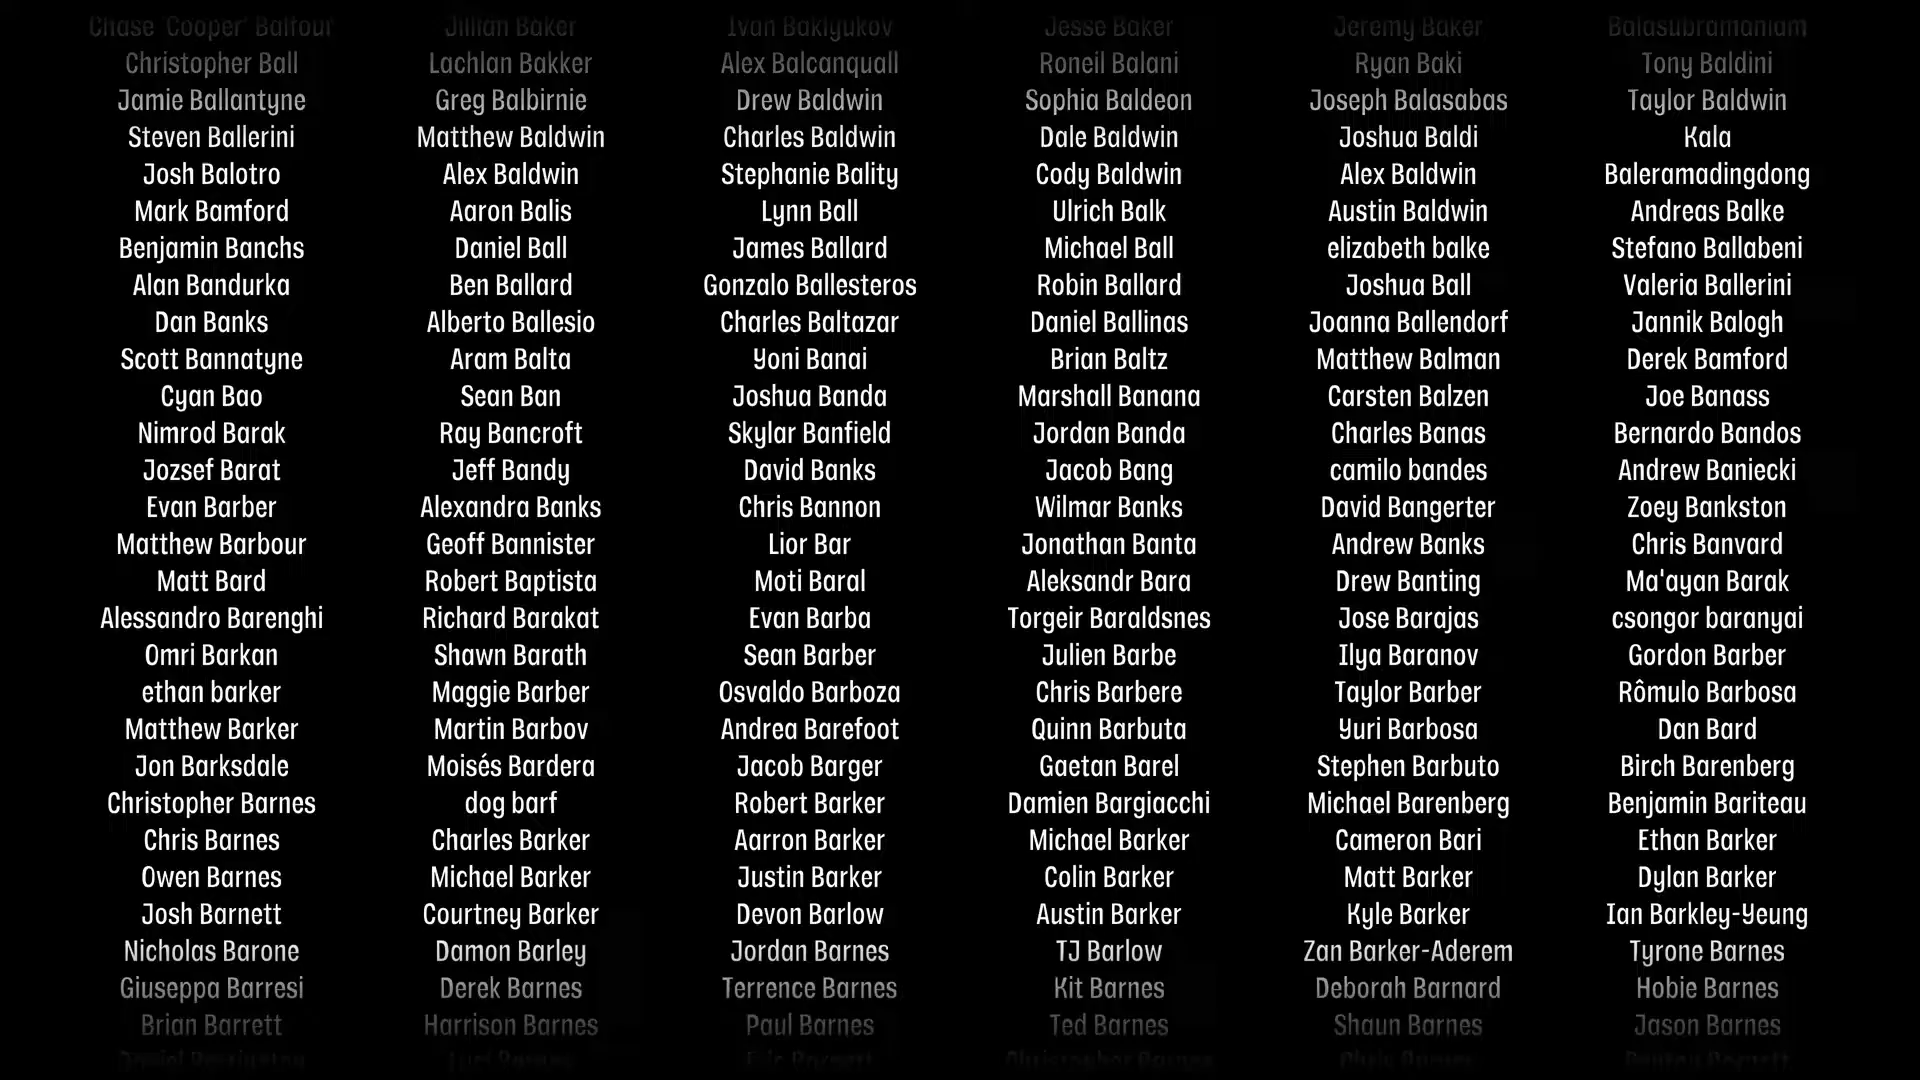 Chase 'Cooper' Balfour Jillian Baker Ivan Baklyukov Jesse Baker Jeremy Baker Balasubramaniam
Christopher Ball Lachlan Bakker Alex Balcanquall Roneil Balani Ryan Baki Tony Baldini
Jamie Ballantyne Greg Balbirnie Drew Baldwin Sophia Baldeon Joseph Balasabas Taylor Baldwin
Steven Ballerini Matthew Baldwin Charles Baldwin Dale Baldwin Joshua Baldi Kala
Josh Balotro Alex Baldwin Stephanie Bality Cody Baldwin Alex Baldwin Baleramadingdong
Mark Bamford Aaron Balis Lynn Ball Ulrich Balk Austin Baldwin Andreas Balke
Benjamin Banchs Daniel Ball James Ballard Michael Ball elizabeth balke Stefano Ballabeni
Alan Bandurka Ben Ballard Gonzalo Ballesteros Robin Ballard Joshua Ball Valeria Ballerini
Dan Banks Alberto Ballesio Charles Baltazar Daniel Ballinas Joanna Ballendorf Jannik Balogh
Scott Bannatyne Aram Balta Yoni Banai Brian Baltz Matthew Balman Derek Bamford
Cyan Bao Sean Ban Joshua Banda Marshall Banana Carsten Balzen Joe Banass
Nimrod Barak Ray Bancroft Skylar Banfield Jordan Banda Charles Banas Bernardo Bandos
Jozsef Barat Jeff Bandy David Banks Jacob Bang camilo bandes Andrew Baniecki
Evan Barber Alexandra Banks Chris Bannon Wilmar Banks David Bangerter Zoey Bankston
Matthew Barbour Geoff Bannister Lior Bar Jonathan Banta Andrew Banks Chris Banvard
Matt Bard Robert Baptista Moti Baral Aleksandr Bara Drew Banting Ma'ayan Barak
Alessandro Barenghi Richard Barakat Evan Barba Torgeir Baraldsnes Jose Barajas csongor baranyai
Omri Barkan Shawn Barath Sean Barber Julien Barbe Ilya Baranov Gordon Barber
ethan barker Maggie Barber Osvaldo Barboza Chris Barbere Taylor Barber Rômulo Barbosa
Matthew Barker Martin Barbov Andrea Barefoot Quinn Barbuta Yuri Barbosa Dan Bard
Jon Barksdale Moisés Bardera Jacob Barger Gaetan Barel Stephen Barbuto Birch Barenberg
Christopher Barnes dog barf Robert Barker Damien Bargiacchi Michael Barenberg Benjamin Bariteau
Chris Barnes Charles Barker Aarron Barker Michael Barker Cameron Bari Ethan Barker
Owen Barnes Michael Barker Justin Barker Colin Barker Matt Barker Dylan Barker
Josh Barnett Courtney Barker Devon Barlow Austin Barker Kyle Barker Ian Barkley-Yeung
Nicholas Barone Damon Barley Jordan Barnes TJ Barlow Zan Barker-Aderem Tyrone Barnes
Giuseppa Barresi Derek Barnes Terrence Barnes Kit Barnes Deborah Barnard Hobie Barnes
Brian Barrett Harrison Barnes Paul Barnes Ted Barnes Shaun Barnes Jason Barnes